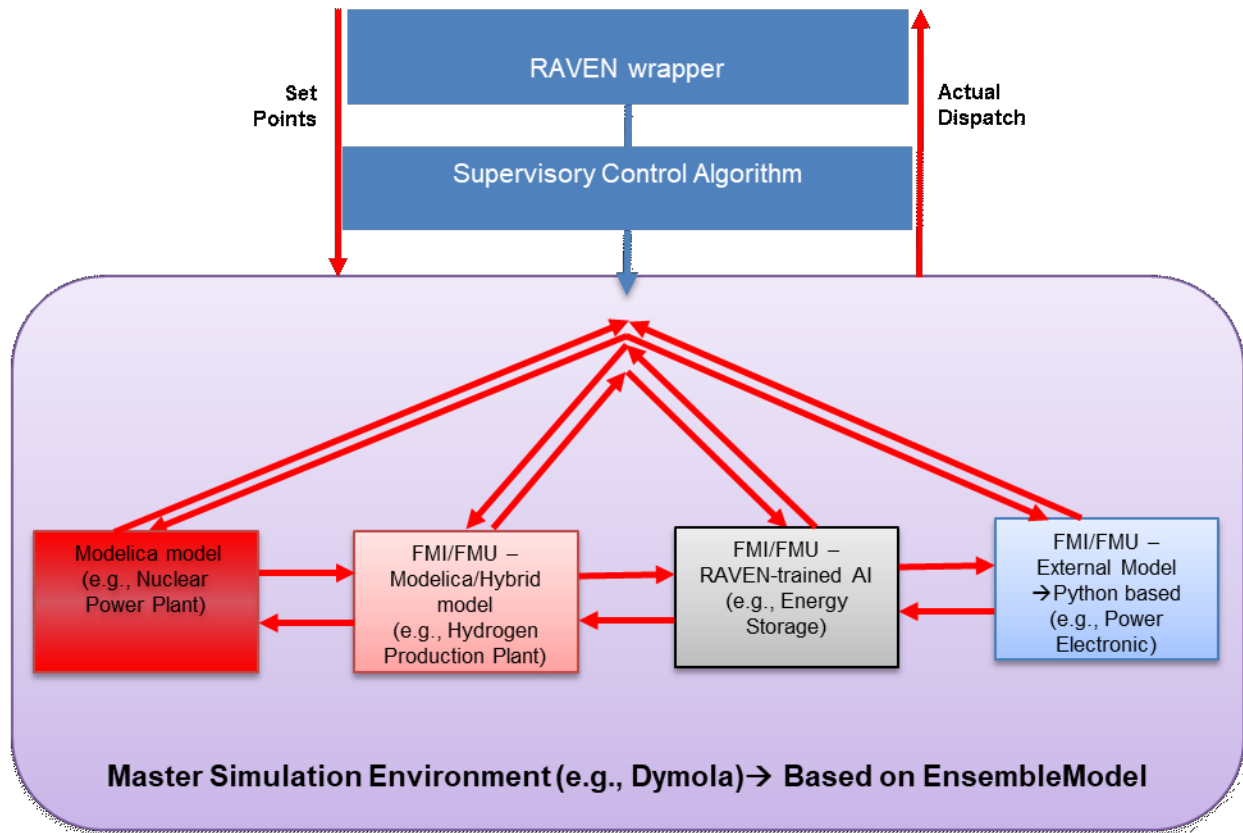 RAVEN wrapper
Set
Points
Actual
Dispatch
Supervisory Control Algorithm
Modelica model
(e.g., Nuclear
Power Plant)
FMI/FMU –
Modelica/Hybrid
model
(e.g., Hydrogen
Production Plant)
FMI/FMU –
RAVEN-trained AI
(e.g., Energy
Storage)
FMI/FMU –
External Model
→Python based
(e.g., Power
Electronic)
Master Simulation Environment (e.g., Dymola)→ Based on EnsembleModel